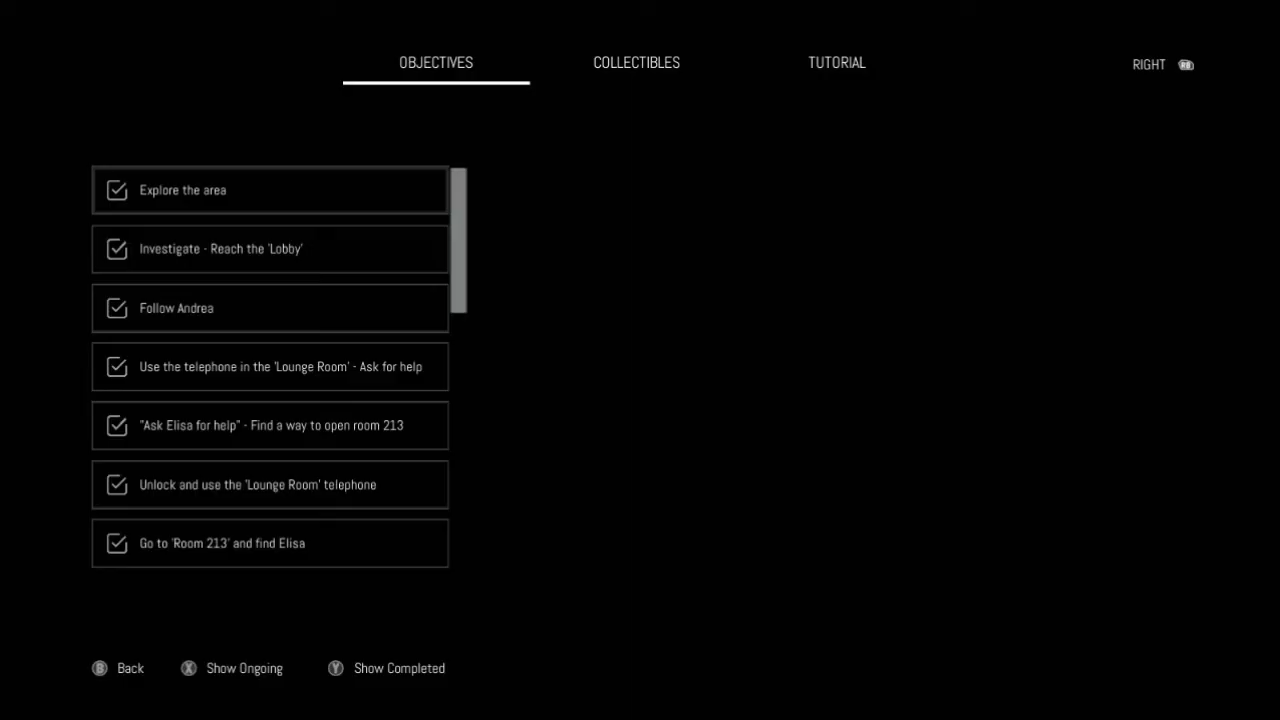 OBJECTIVES COLLECTIBLES TUTORIAL RIGHT RB
Explore the area
Investigate - Reach the 'Lobby'
Follow Andrea
Use the telephone in the 'Lounge Room' - Ask for help
"Ask Elisa for help" - Find a way to open room 213
Unlock and use the 'Lounge Room' telephone
Go to 'Room 213' and find Elisa
B Back X Show Ongoing Y Show Completed